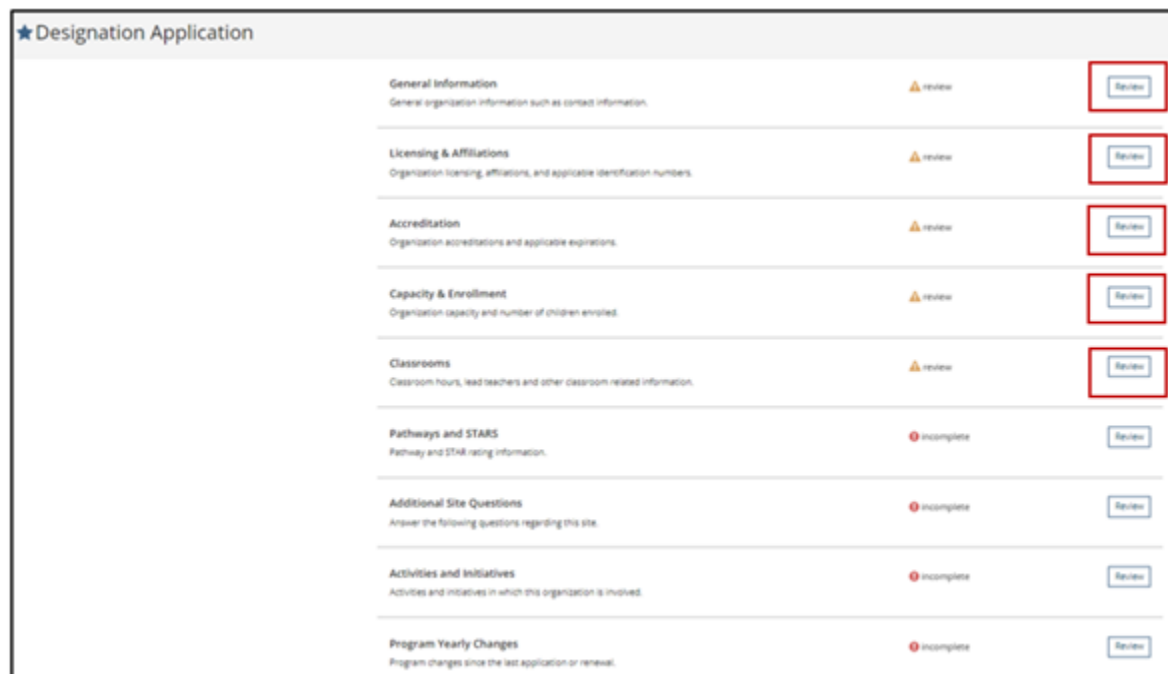 Designation Application
General Information
General organization information such as contact information.
review
Review
Licensing & Affiliations
Organization licensing, affiliations, and applicable identification numbers.
review
Review
Accreditation
Organization accreditations and applicable expirations.
review
Review
Capacity & Enrollment
Organization capacity and number of children enrolled.
review
Review
Classrooms
Classroom hours, lead teachers and other classroom related information.
review
Review
Pathways and STARS
Pathway and STAR rating information.
incomplete
Review
Additional Site Questions
Answer the following questions regarding this site.
incomplete
Review
Activities and Initiatives
Activities and initiatives in which this organization is involved.
incomplete
Review
Program Yearly Changes
Program changes since the last application or renewal.
incomplete
Review